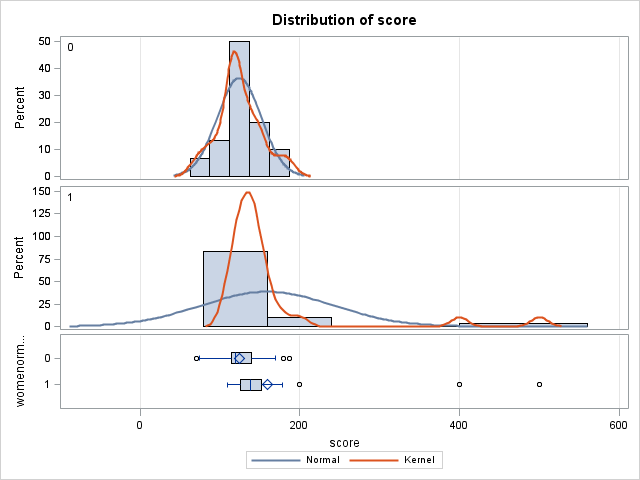 Distribution of score
0
50
40
30
20
10
0
Percent
1
150
125
100
75
50
25
0
Percent
0
1
womenorm...
0 200 400 600
score
Normal Kernel